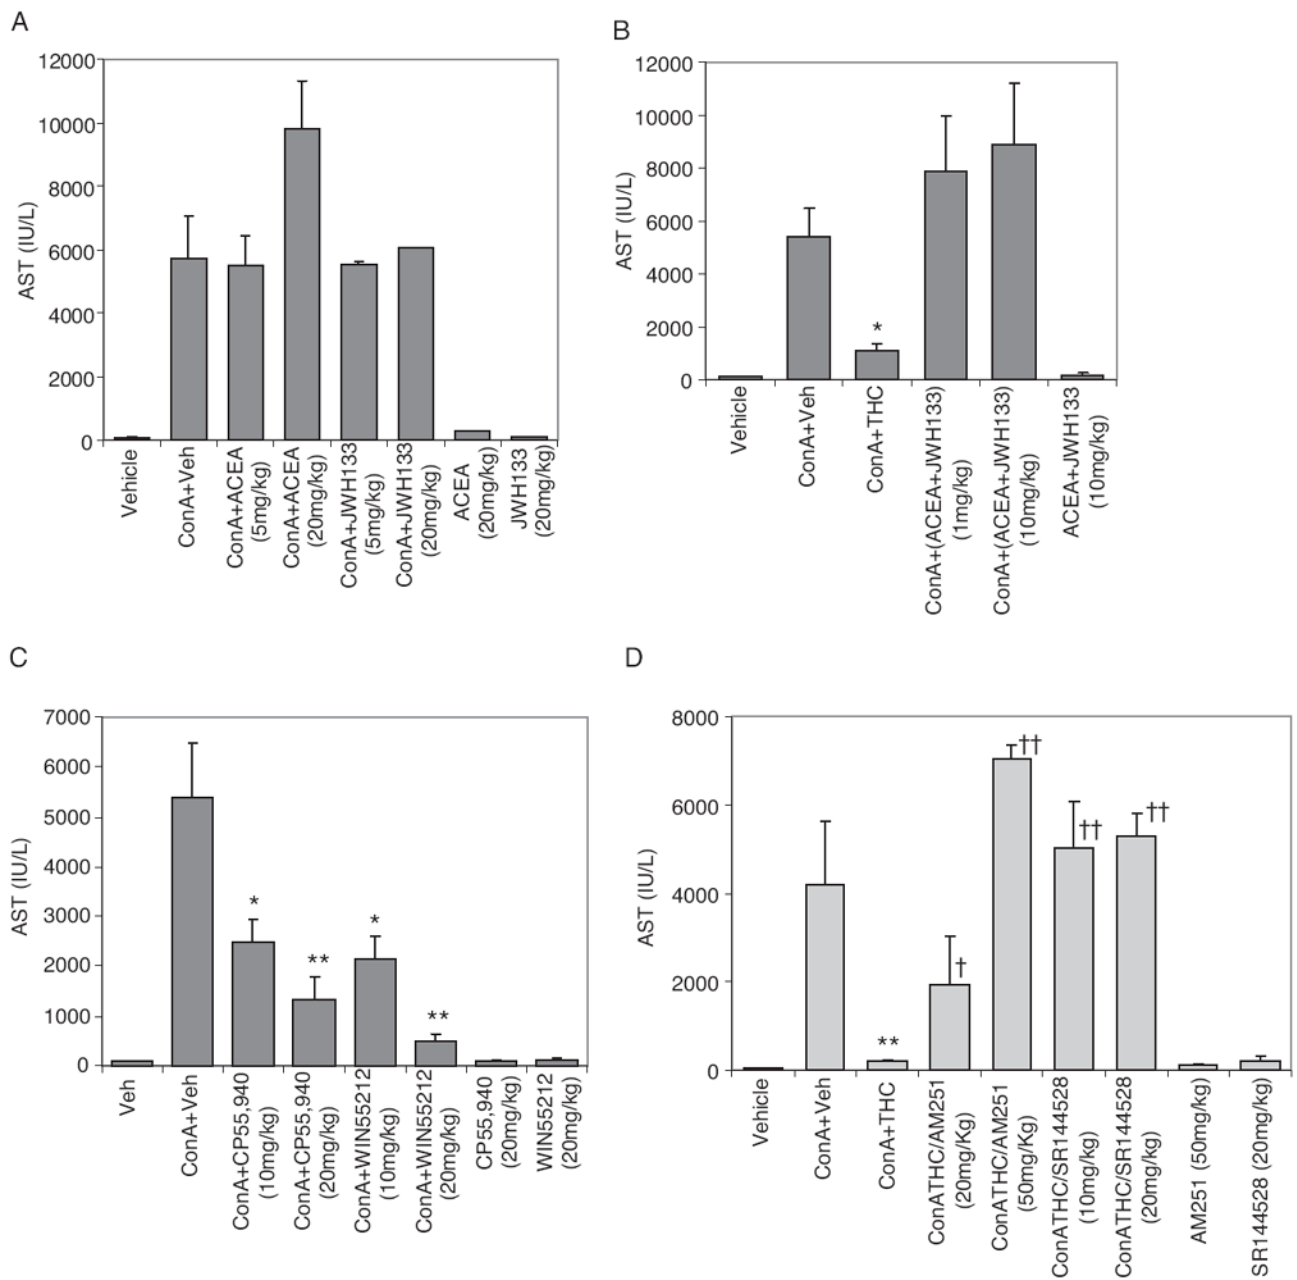 A
AST (IU/L)
12000
10000
8000
6000
4000
2000
0
Vehicle
ConA+Veh
ConA+ACEA
(5mg/kg)
ConA+ACEA
(20mg/kg)
ConA+JWH133
(5mg/kg)
ConA+JWH133
(20mg/kg)
ACEA
(20mg/kg)
JWH133
(20mg/kg)
B
AST (IU/L)
12000
10000
8000
6000
4000
2000
0
*
Vehicle
ConA+Veh
ConA+THC
ConA+(ACEA+JWH133)
(1mg/kg)
ConA+(ACEA+JWH133)
(10mg/kg)
ACEA+JWH133
(10mg/kg)
C
AST (IU/L)
7000
6000
5000
4000
3000
2000
1000
0
*
**
*
**
Veh
ConA+Veh
ConA+CP55,940
(10mg/kg)
ConA+CP55,940
(20mg/kg)
ConA+WIN55212
(10mg/kg)
ConA+WIN55212
(20mg/kg)
CP55,940
(20mg/kg)
WIN55212
(20mg/kg)
D
AST (IU/L)
8000
6000
4000
2000
0
**
†
††
††
††
Vehicle
ConA+Veh
ConA+THC
ConATHC/AM251
(20mg/Kg)
ConATHC/AM251
(50mg/Kg)
ConATHC/SR144528
(10mg/kg)
ConATHC/SR144528
(20mg/kg)
AM251 (50mg/kg)
SR144528 (20mg/kg)